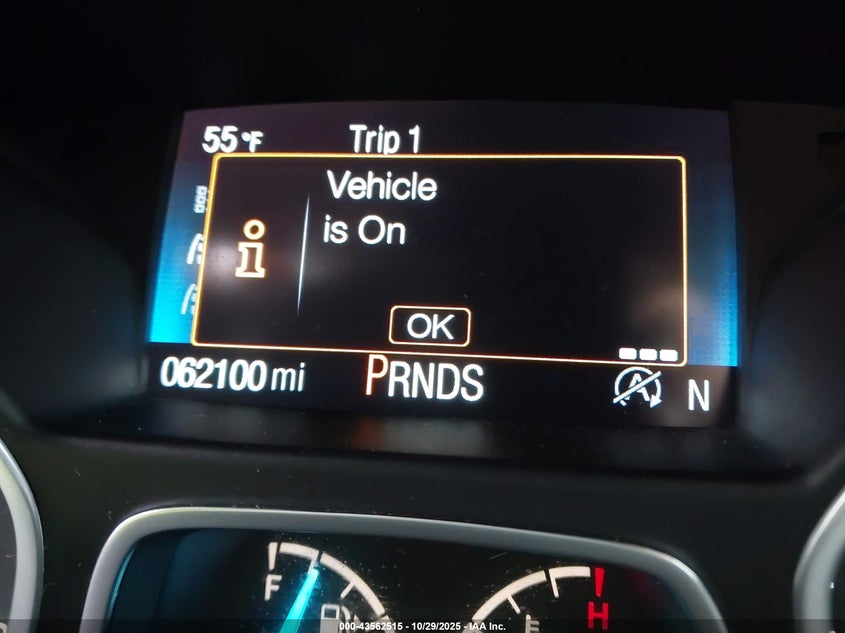 55°F Trip 1
Vehicle
is On
OK
062100 mi PRNDS A N
F H
000-43562515 - 10/29/2025 - IAA Inc.